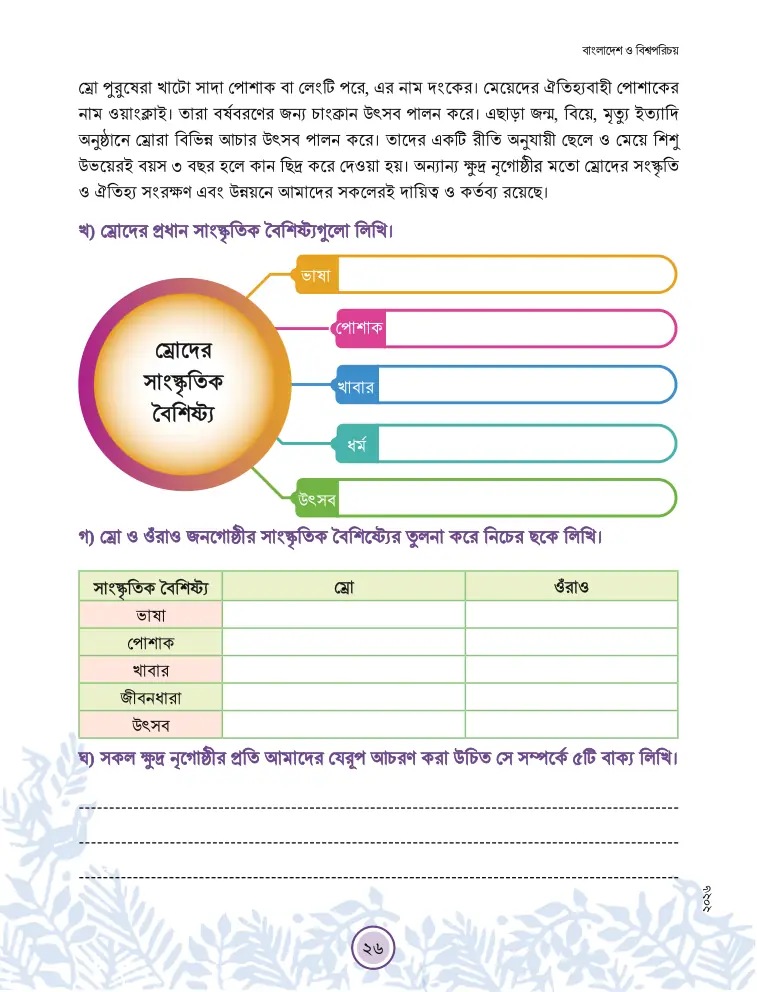 বাংলাদেশ ও বিশ্বপরিচয়
ম্রো পুরুষেরা খাটো সাদা পোশাক বা লেংটি পরে, এর নাম দংকের। মেয়েদের ঐতিহ্যবাহী পোশাকের
নাম ওয়াংক্লাই। তারা বর্ষবরণের জন্য চাংক্রান উৎসব পালন করে। এছাড়া জন্ম, বিয়ে, মৃত্যু ইত্যাদি
অনুষ্ঠানে ম্রোরা বিভিন্ন আচার উৎসব পালন করে। তাদের একটি রীতি অনুযায়ী ছেলে ও মেয়ে শিশু
উভয়েরই বয়স ৩ বছর হলে কান ছিদ্র করে দেওয়া হয়। অন্যান্য ক্ষুদ্র নৃগোষ্ঠীর মতো ম্রোদের সংস্কৃতি
ও ঐতিহ্য সংরক্ষণ এবং উন্নয়নে আমাদের সকলেরই দায়িত্ব ও কর্তব্য রয়েছে।
খ) ম্রোদের প্রধান সাংস্কৃতিক বৈশিষ্ট্যগুলো লিখি।
ম্রোদের
সাংস্কৃতিক
বৈশিষ্ট্য
ভাষা
পোশাক
খাবার
ধর্ম
উৎসব
গ) ম্রো ও ওঁরাও জনগোষ্ঠীর সাংস্কৃতিক বৈশিষ্ট্যের তুলনা করে নিচের ছকে লিখি।
সাংস্কৃতিক বৈশিষ্ট্য ম্রো ওঁরাও
ভাষা
পোশাক
খাবার
জীবনধারা
উৎসব
ঘ) সকল ক্ষুদ্র নৃগোষ্ঠীর প্রতি আমাদের যেরূপ আচরণ করা উচিত সে সম্পর্কে ৫টি বাক্য লিখি।
২০২৬
২৬